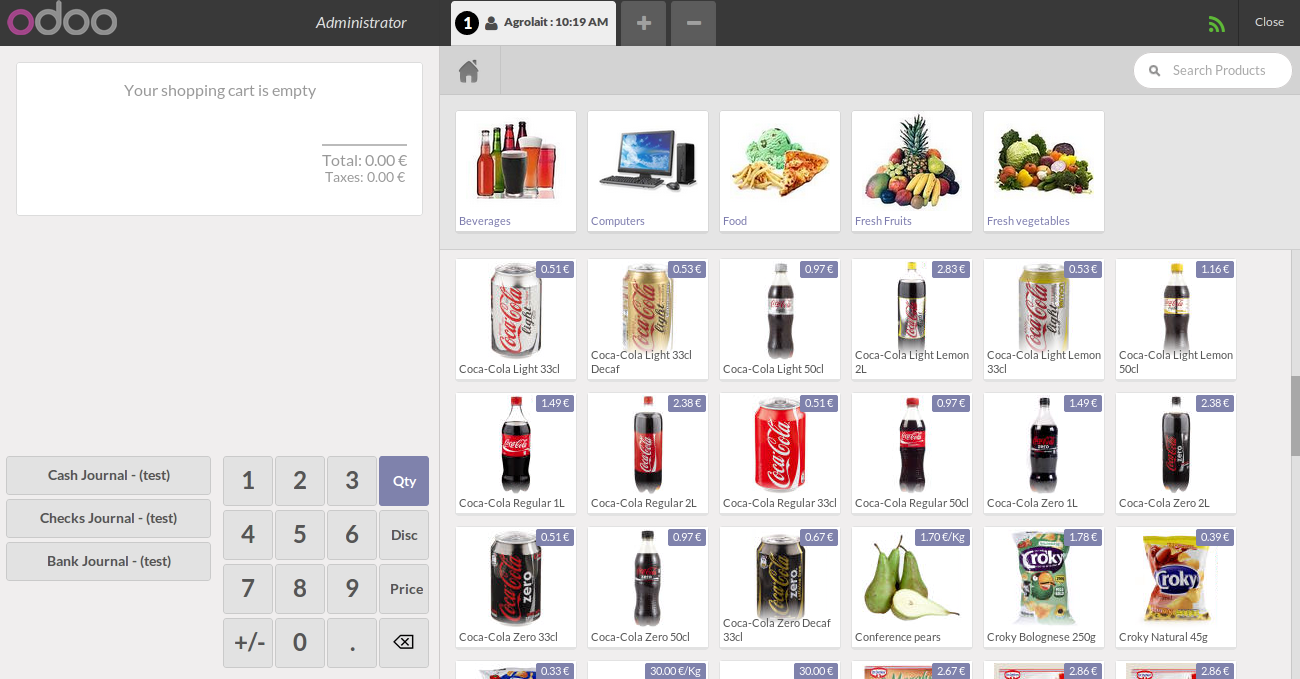 odoo
Administrator
1 Agrolait : 10:19 AM
+
−
Close
Your shopping cart is empty
Total: 0.00 €
Taxes: 0.00 €
Search Products
Beverages
Computers
Food
Fresh Fruits
Fresh vegetables
0.51 €
Coca-Cola Light 33cl
0.53 €
Coca-Cola Light 33cl
Decaf
0.97 €
Coca-Cola Light 50cl
2.83 €
Coca-Cola Light Lemon
2L
0.53 €
Coca-Cola Light Lemon
33cl
1.16 €
Coca-Cola Light Lemon
50cl
1.49 €
Coca-Cola Regular 1L
2.38 €
Coca-Cola Regular 2L
0.51 €
Coca-Cola Regular 33cl
0.97 €
Coca-Cola Regular 50cl
1.49 €
Coca-Cola Zero 1L
2.38 €
Coca-Cola Zero 2L
0.51 €
Coca-Cola Zero 33cl
0.97 €
Coca-Cola Zero 50cl
0.67 €
Coca-Cola Zero Decaf
33cl
1.70 €/Kg
Conference pears
1.78 €
Croky Bolognese 250g
0.39 €
Croky Natural 45g
0.33 €
30.00 €/Kg
30.00 €
2.67 €
2.86 €
2.86 €
Cash Journal - (test)
Checks Journal - (test)
Bank Journal - (test)
1 2 3 Qty
4 5 6 Disc
7 8 9 Price
+/- 0 .